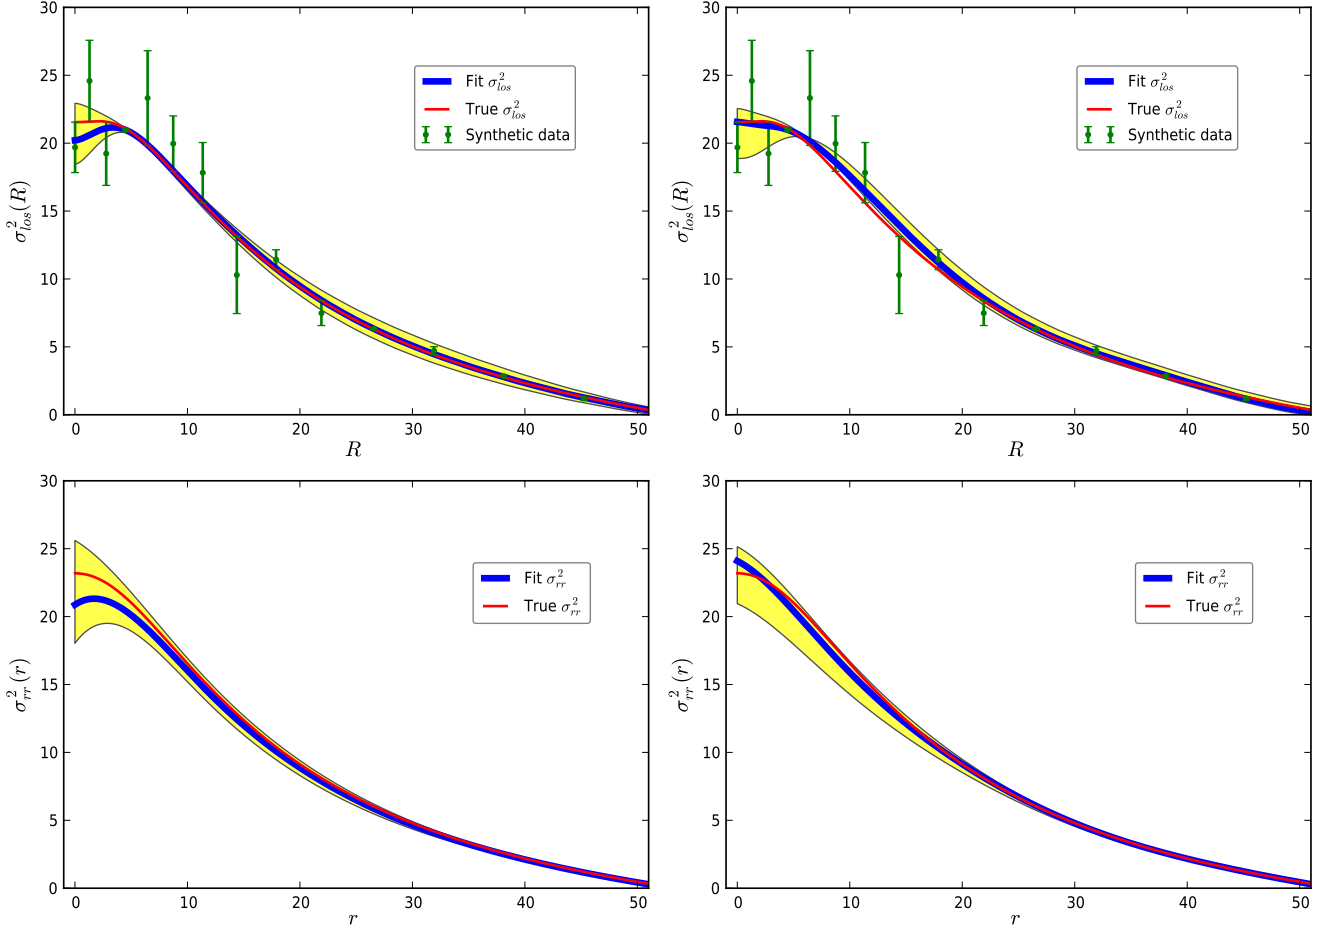 30
25
20
15
10
5
0
σ²los(R)
Fit σ²los
True σ²los
Synthetic data
0 10 20 30 40 50
R
30
25
20
15
10
5
0
σ²los(R)
Fit σ²los
True σ²los
Synthetic data
0 10 20 30 40 50
R
30
25
20
15
10
5
0
σ²rr(r)
Fit σ²rr
True σ²rr
0 10 20 30 40 50
r
30
25
20
15
10
5
0
σ²rr(r)
Fit σ²rr
True σ²rr
0 10 20 30 40 50
r